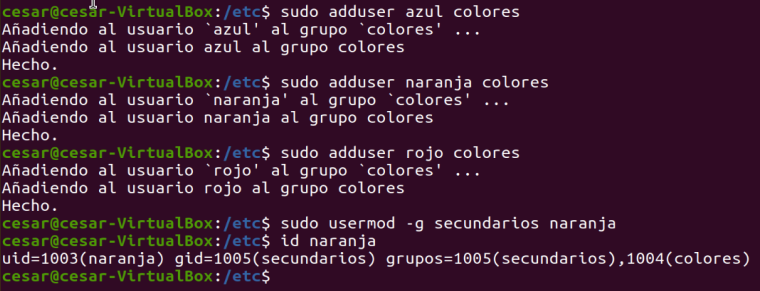 cesar@cesar-VirtualBox:/etc$ sudo adduser azul colores
Añadiendo al usuario `azul' al grupo `colores' ...
Añadiendo al usuario azul al grupo colores
Hecho.
cesar@cesar-VirtualBox:/etc$ sudo adduser naranja colores
Añadiendo al usuario `naranja' al grupo `colores' ...
Añadiendo al usuario naranja al grupo colores
Hecho.
cesar@cesar-VirtualBox:/etc$ sudo adduser rojo colores
Añadiendo al usuario `rojo' al grupo `colores' ...
Añadiendo al usuario rojo al grupo colores
Hecho.
cesar@cesar-VirtualBox:/etc$ sudo usermod -g secundarios naranja
cesar@cesar-VirtualBox:/etc$ id naranja
uid=1003(naranja) gid=1005(secundarios) grupos=1005(secundarios),1004(colores)
cesar@cesar-VirtualBox:/etc$